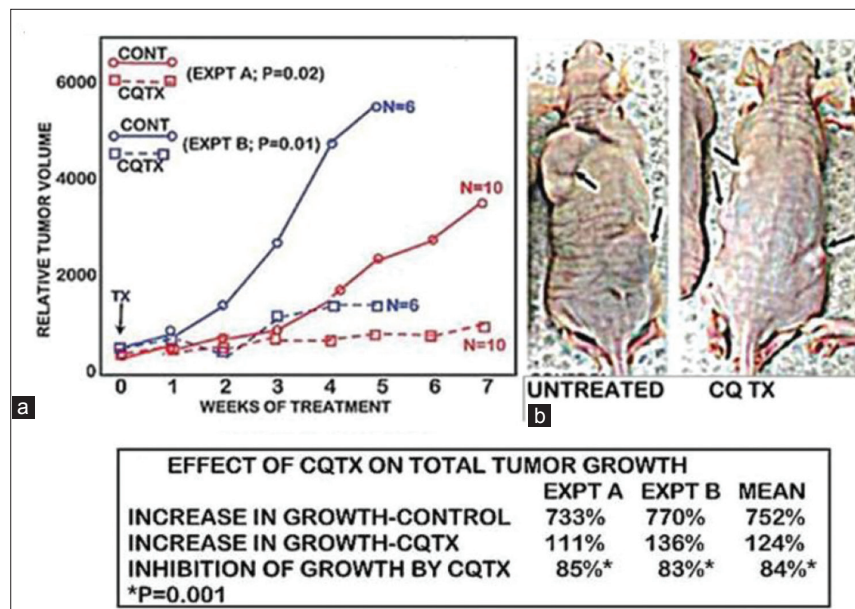 CONT
(EXPT A; P=0.02)
CQTX
CONT
(EXPT B; P=0.01)
CQTX
N=6
N=10
N=6
N=10
TX
RELATIVE TUMOR VOLUME
6000
4000
2000
0
0 1 2 3 4 5 6 7
WEEKS OF TREATMENT
a
UNTREATED
CQ TX
b
EFFECT OF CQTX ON TOTAL TUMOR GROWTH
EXPT A EXPT B MEAN
INCREASE IN GROWTH-CONTROL 733% 770% 752%
INCREASE IN GROWTH-CQTX 111% 136% 124%
INHIBITION OF GROWTH BY CQTX 85%* 83%* 84%*
*P=0.001